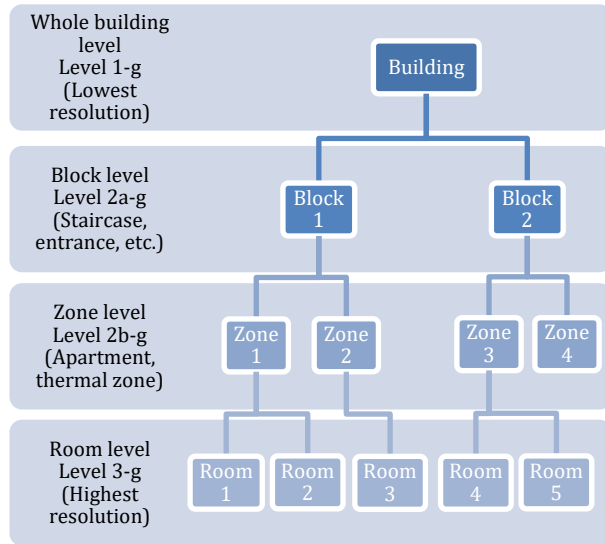 Whole building
level
Level 1-g
(Lowest
resolution)
Building
Block level
Level 2a-g
(Staircase,
entrance, etc.)
Block
1
Block
2
Zone level
Level 2b-g
(Apartment,
thermal zone)
Zone
1
Zone
2
Zone
3
Zone
4
Room level
Level 3-g
(Highest
resolution)
Room
1
Room
2
Room
3
Room
4
Room
5